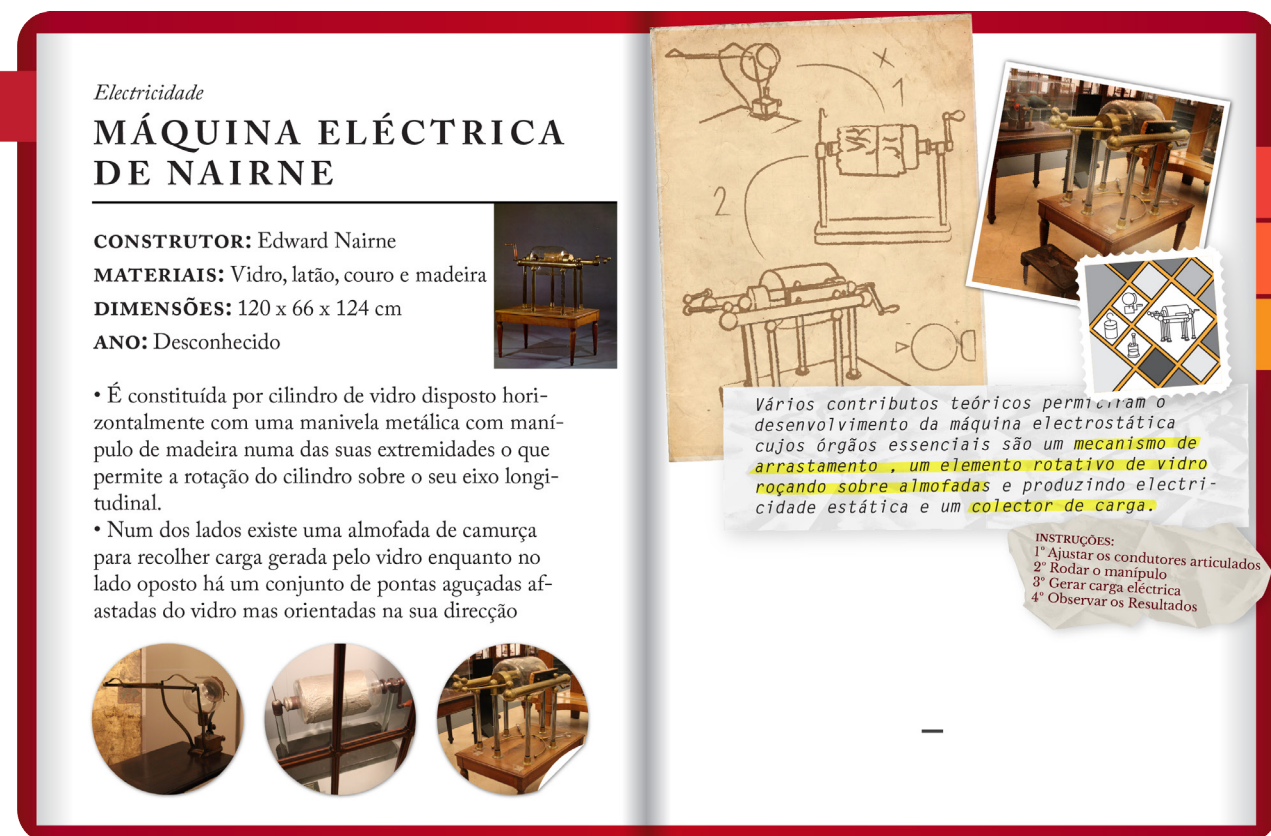 Electricidade
MÁQUINA ELÉCTRICA
DE NAIRNE
CONSTRUTOR: Edward Nairne
MATERIAIS: Vidro, latão, couro e madeira
DIMENSÕES: 120 x 66 x 124 cm
ANO: Desconhecido
• É constituída por cilindro de vidro disposto hori-
zontalmente com uma manivela metálica com maní-
pulo de madeira numa das suas extremidades o que
permite a rotação do cilindro sobre o seu eixo longi-
tudinal.
• Num dos lados existe uma almofada de camurça
para recolher carga gerada pelo vidro enquanto no
lado oposto há um conjunto de pontas aguçadas af-
astadas do vidro mas orientadas na sua direcção
1
2
Vários contributos teóricos permitiram o
desenvolvimento da máquina electrostática
cujos órgãos essenciais são um mecanismo de
arrastamento , um elemento rotativo de vidro
roçando sobre almofadas e produzindo electri-
cidade estática e um colector de carga.
INSTRUÇÕES:
1º Ajustar os condutores articulados
2º Rodar o manípulo
3º Gerar carga eléctrica
4º Observar os Resultados